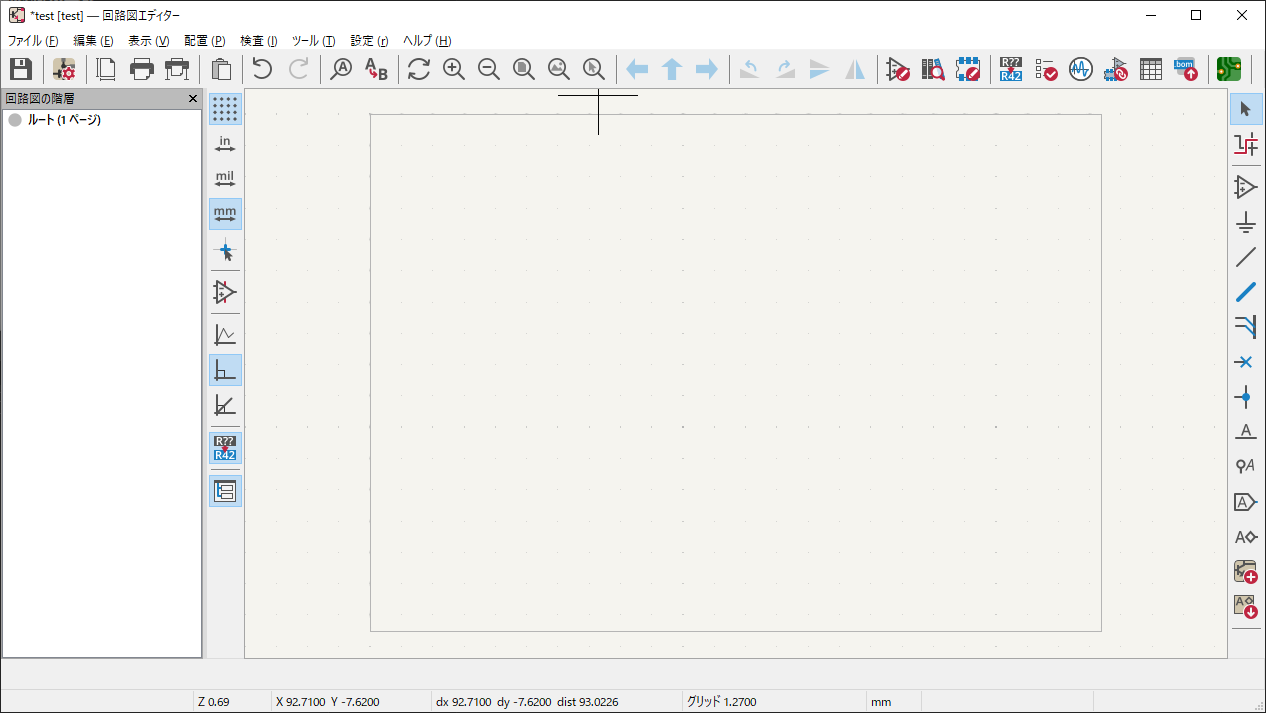 *test [test] — 回路図エディター
ファイル (F) 編集 (E) 表示 (V) 配置 (P) 検査 (I) ツール (T) 設定 (r) ヘルプ (H)
A A B R?? R42 bom
回路図の階層
ルート (1 ページ)
in
mil
mm
R??
R42
A
A
A
A
A
Z 0.69 X 92.7100 Y -7.6200 dx 92.7100 dy -7.6200 dist 93.0226 グリッド 1.2700 mm